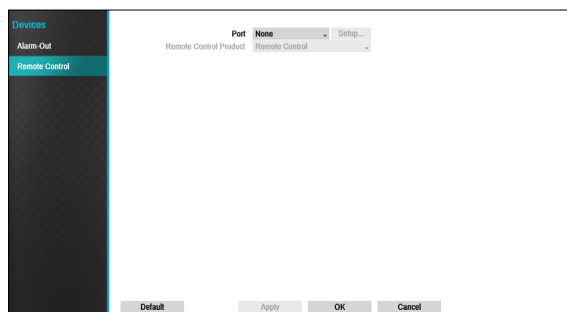 Devices
Alarm-Out
Remote Control
Port None Setup...
Remote Control Product Remote Control
Default Apply OK Cancel